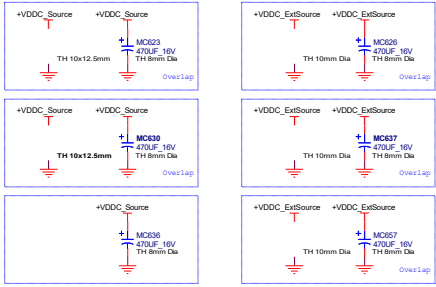 +VDDC_Source +VDDC_Source
+ MC623
470UF_16V
TH 10x12.5mm TH 8mm Dia
Overlap
+VDDC_ExtSource +VDDC_ExtSource
+ MC626
470UF_16V
TH 10mm Dia TH 8mm Dia
Overlap
+VDDC_Source +VDDC_Source
+ MC630
470UF_16V
TH 10x12.5mm TH 8mm Dia
Overlap
+VDDC_ExtSource +VDDC_ExtSource
+ MC637
470UF_16V
TH 10mm Dia TH 8mm Dia
Overlap
+VDDC_Source
+ MC636
470UF_16V
TH 8mm Dia
+VDDC_ExtSource +VDDC_ExtSource
+ MC657
470UF_16V
TH 10mm Dia TH 8mm Dia
Overlap